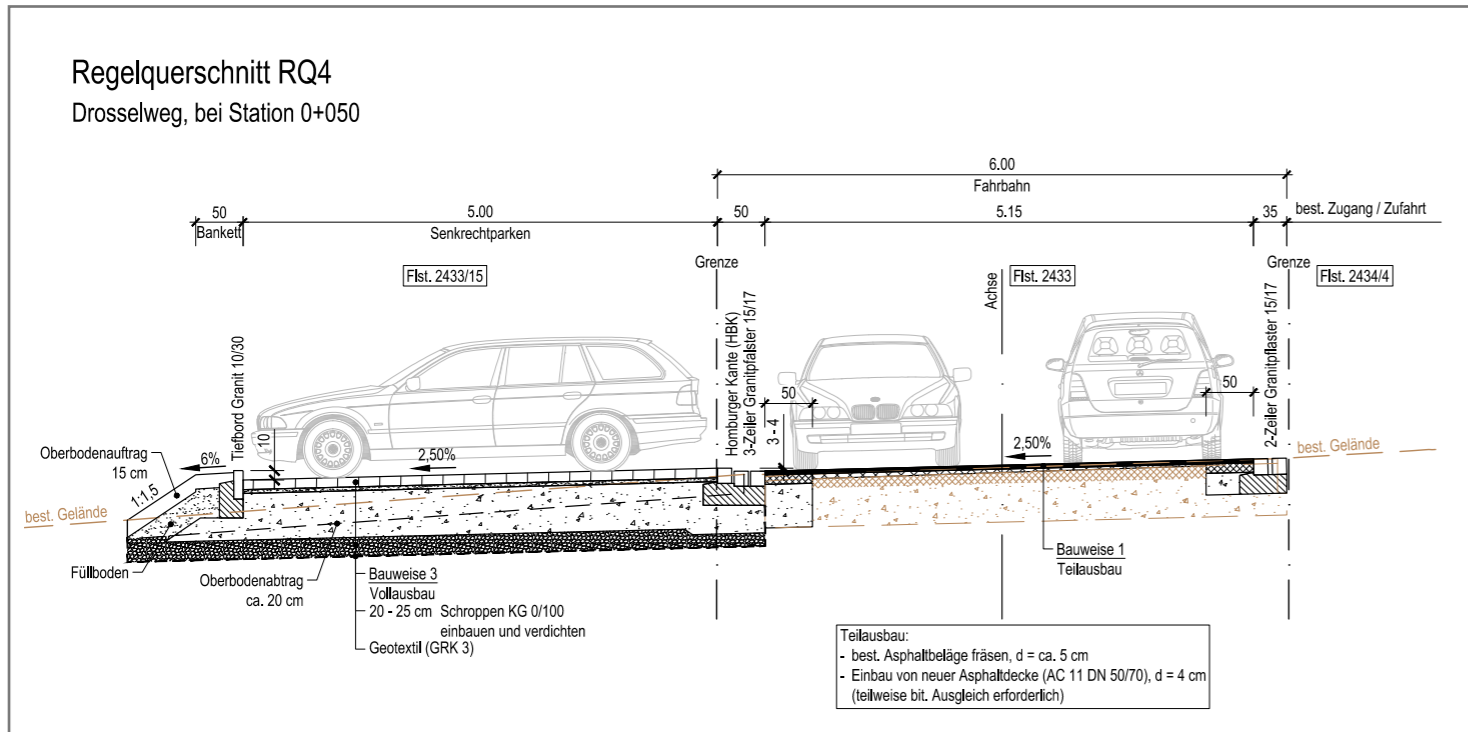 Regelquerschnitt RQ4
Drosselweg, bei Station 0+050
6.00
Fahrbahn
50
Bankett
5.00
Senkrechtparken
50
5.15
35
best. Zugang / Zufahrt
Grenze
Grenze
Flst. 2433/15
Achse
Flst. 2433
Flst. 2434/4
Tiefbord Granit 10/30
Homburger Kante (HBK)
3-Zeiler Granitpfalster 15/17
2-Zeiler Granitpflaster 15/17
50
50
3 - 4
10
Oberbodenauftrag
15 cm
6%
1:1,5
2,50%
2,50%
best. Gelände
best. Gelände
Füllboden
Oberbodenabtrag
ca. 20 cm
Bauweise 3
Vollausbau
20 - 25 cm Schroppen KG 0/100
einbauen und verdichten
Geotextil (GRK 3)
Bauweise 1
Teilausbau
Teilausbau:
- best. Asphaltbeläge fräsen, d = ca. 5 cm
- Einbau von neuer Asphaltdecke (AC 11 DN 50/70), d = 4 cm
(teilweise bit. Ausgleich erforderlich)